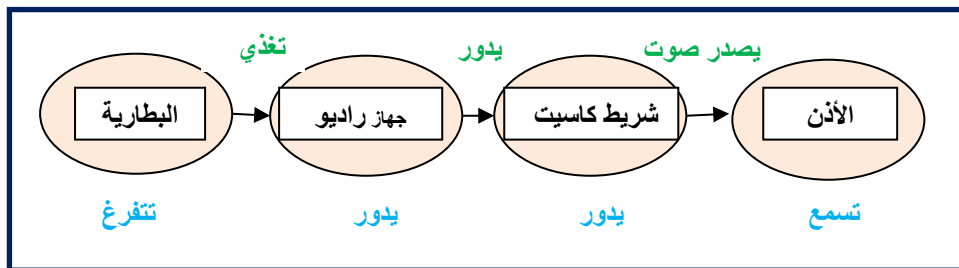 تغذي يدور يصدر صوت
البطارية جهاز راديو شريط كاسيت الأذن
تتفرغ يدور يدور تسمع